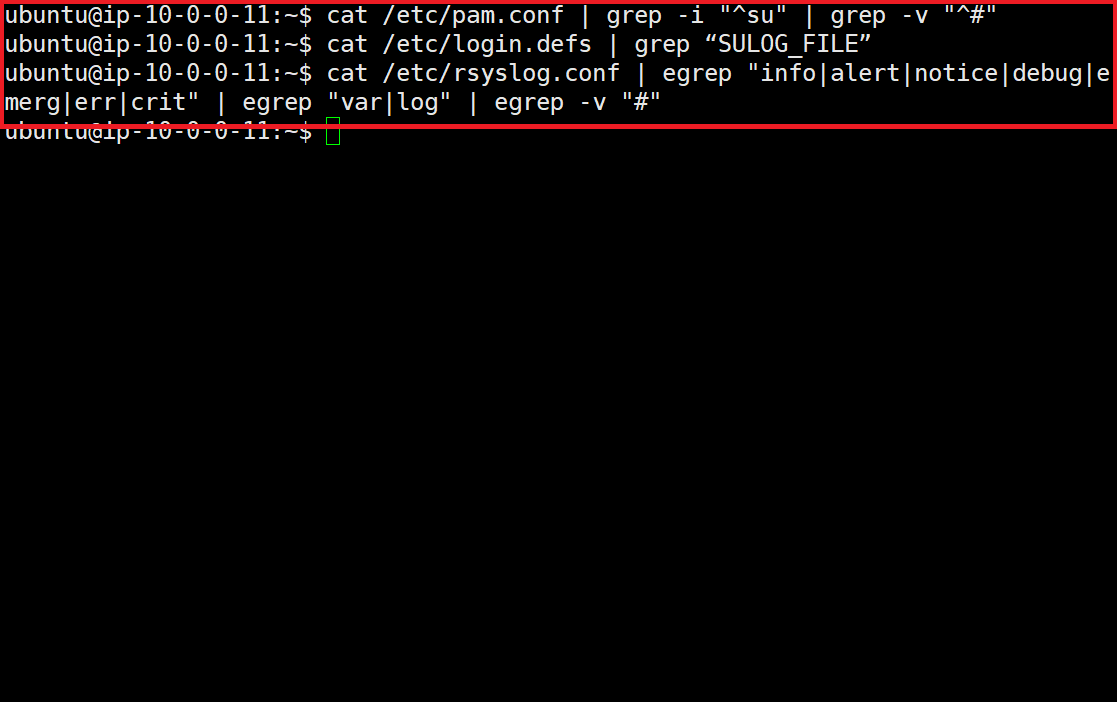 ubuntu@ip-10-0-0-11:~$ cat /etc/pam.conf | grep -i "^su" | grep -v "^#"
ubuntu@ip-10-0-0-11:~$ cat /etc/login.defs | grep “SULOG_FILE”
ubuntu@ip-10-0-0-11:~$ cat /etc/rsyslog.conf | egrep "info|alert|notice|debug|e
merg|err|crit" | egrep "var|log" | egrep -v "#"
ubuntu@ip-10-0-0-11:~$